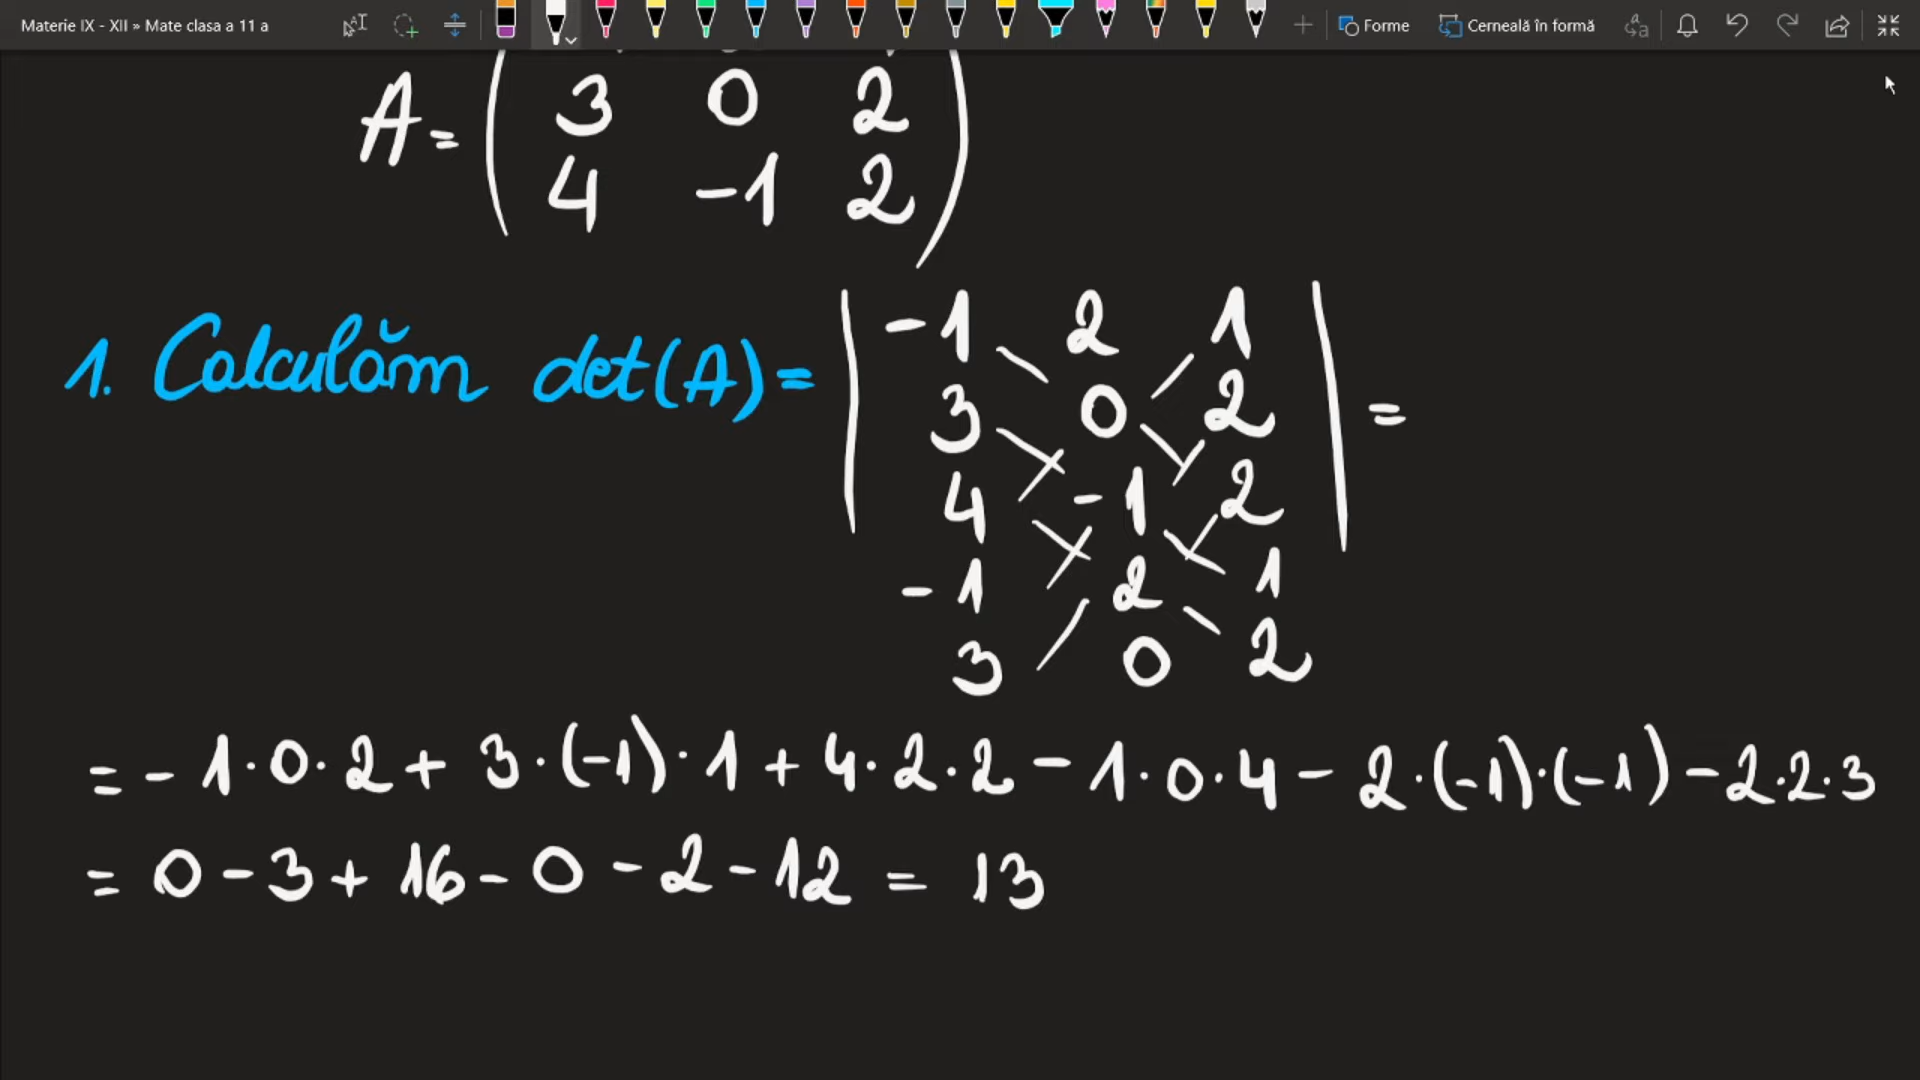 Materie IX - XII » Mate clasa a 11 a
Forme
Cerneală în formă
A = ( 3 0 2
4 -1 2 )
1. Calculăm det(A) = | -1 2 1
3 0 2 | =
4 -1 2
-1 2 1
3 0 2
= - 1 · 0 · 2 + 3 · (-1) · 1 + 4 · 2 · 2 - 1 · 0 · 4 - 2 · (-1) · (-1) - 2 · 2 · 3
= 0 - 3 + 16 - 0 - 2 - 12 = 13